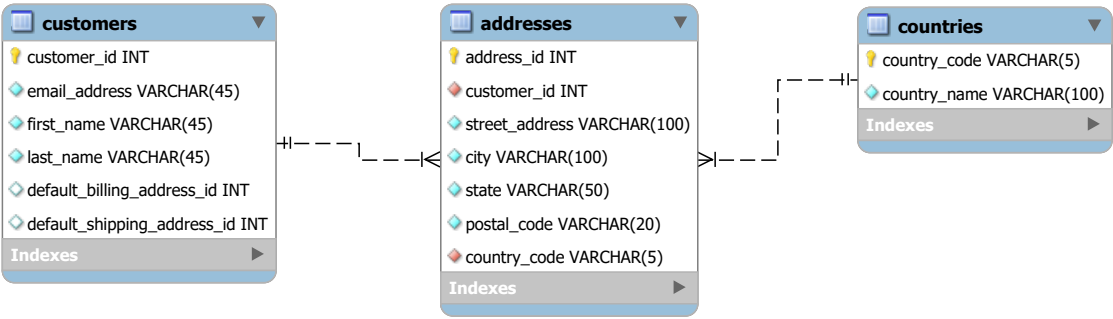 customers
customer_id INT
email_address VARCHAR(45)
first_name VARCHAR(45)
last_name VARCHAR(45)
default_billing_address_id INT
default_shipping_address_id INT
Indexes
addresses
address_id INT
customer_id INT
street_address VARCHAR(100)
city VARCHAR(100)
state VARCHAR(50)
postal_code VARCHAR(20)
country_code VARCHAR(5)
Indexes
countries
country_code VARCHAR(5)
country_name VARCHAR(100)
Indexes